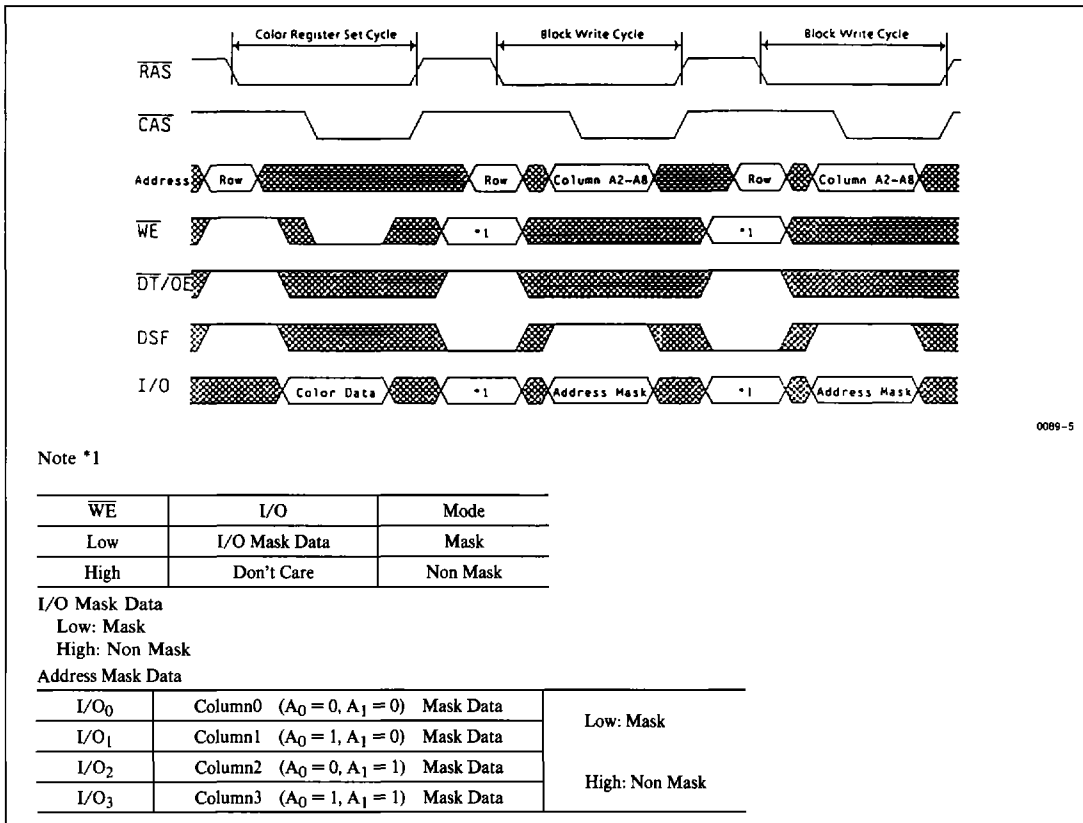 Color Register Set Cycle Block Write Cycle Block Write Cycle
RAS
CAS
Address Row Row Column A2-A8 Row Column A2-A8
WE *1 *1
DT/OE
DSF
I/O Color Data *1 Address Mask *1 Address Mask
0089-5
Note *1
WE I/O Mode
Low I/O Mask Data Mask
High Don't Care Non Mask
I/O Mask Data
Low: Mask
High: Non Mask
Address Mask Data
I/O₀ Column0 (A₀ = 0, A₁ = 0) Mask Data
Low: Mask
I/O₁ Column1 (A₀ = 1, A₁ = 0) Mask Data
I/O₂ Column2 (A₀ = 0, A₁ = 1) Mask Data
High: Non Mask
I/O₃ Column3 (A₀ = 1, A₁ = 1) Mask Data